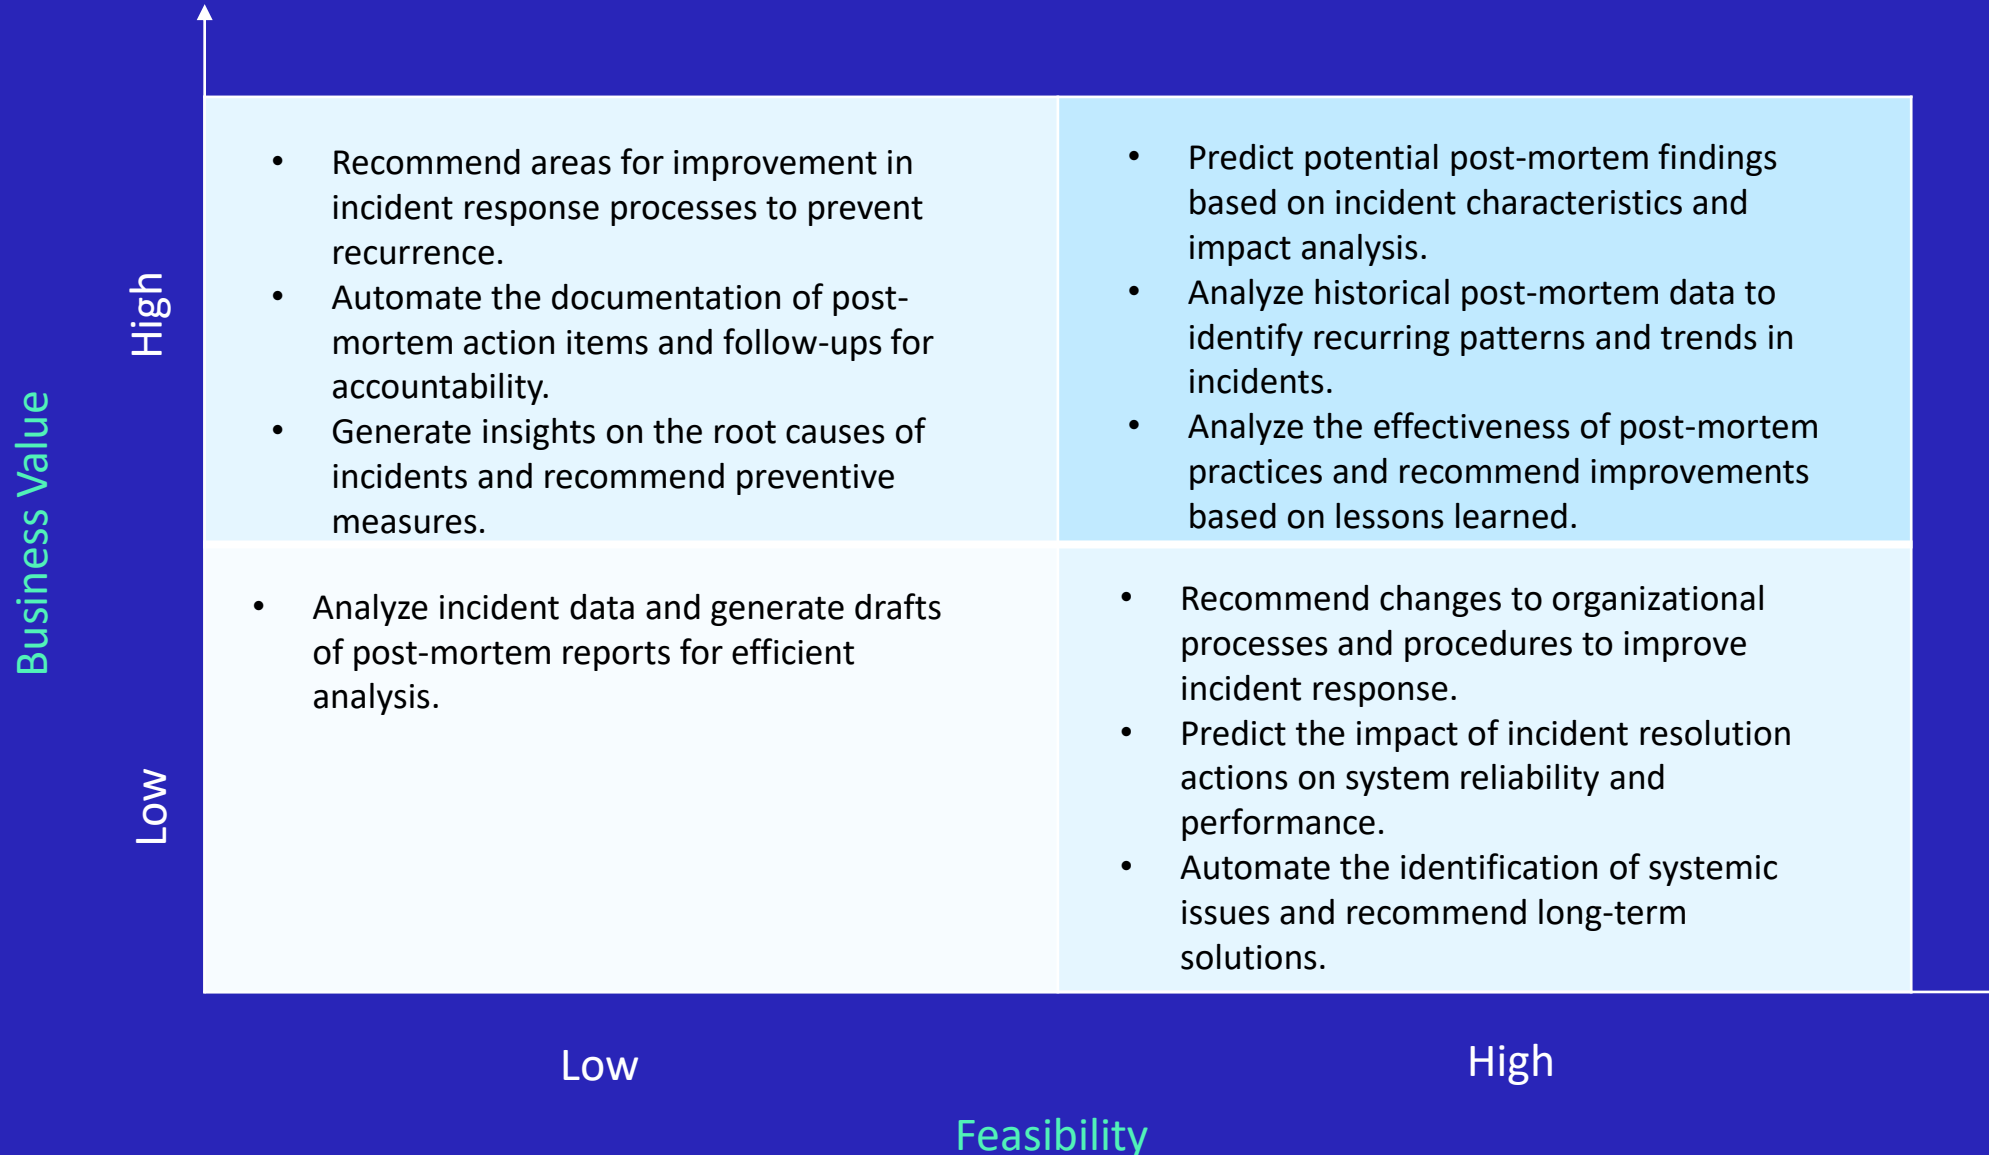 Business Value
High
• Recommend areas for improvement in
incident response processes to prevent
recurrence.
• Automate the documentation of post-
mortem action items and follow-ups for
accountability.
• Generate insights on the root causes of
incidents and recommend preventive
measures.
• Predict potential post-mortem findings
based on incident characteristics and
impact analysis.
• Analyze historical post-mortem data to
identify recurring patterns and trends in
incidents.
• Analyze the effectiveness of post-mortem
practices and recommend improvements
based on lessons learned.
Low
• Analyze incident data and generate drafts
of post-mortem reports for efficient
analysis.
• Recommend changes to organizational
processes and procedures to improve
incident response.
• Predict the impact of incident resolution
actions on system reliability and
performance.
• Automate the identification of systemic
issues and recommend long-term
solutions.
Low
High
Feasibility